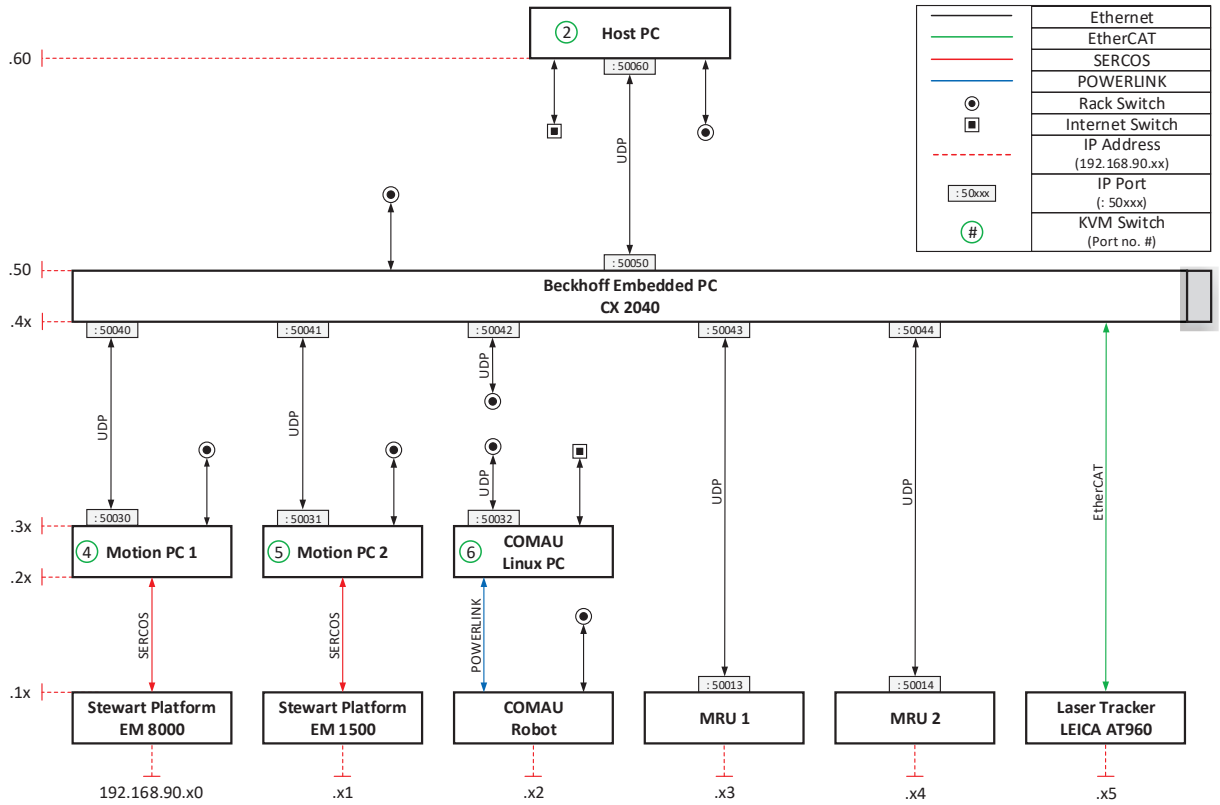 Host PC
2
.60
: 50060
UDP
Ethernet
EtherCAT
SERCOS
POWERLINK
Rack Switch
Internet Switch
IP Address
(192.168.90.xx)
: 50xxx
IP Port
(: 50xxx)
#
KVM Switch
(Port no. #)
.50
: 50050
Beckhoff Embedded PC
CX 2040
.4x
: 50040
: 50041
: 50042
: 50043
: 50044
UDP
UDP
UDP
UDP
UDP
UDP
EtherCAT
.3x
: 50030
: 50031
: 50032
4
Motion PC 1
5
Motion PC 2
6
COMAU
Linux PC
.2x
SERCOS
SERCOS
POWERLINK
.1x
: 50013
: 50014
Stewart Platform
EM 8000
Stewart Platform
EM 1500
COMAU
Robot
MRU 1
MRU 2
Laser Tracker
LEICA AT960
192.168.90.x0
.x1
.x2
.x3
.x4
.x5